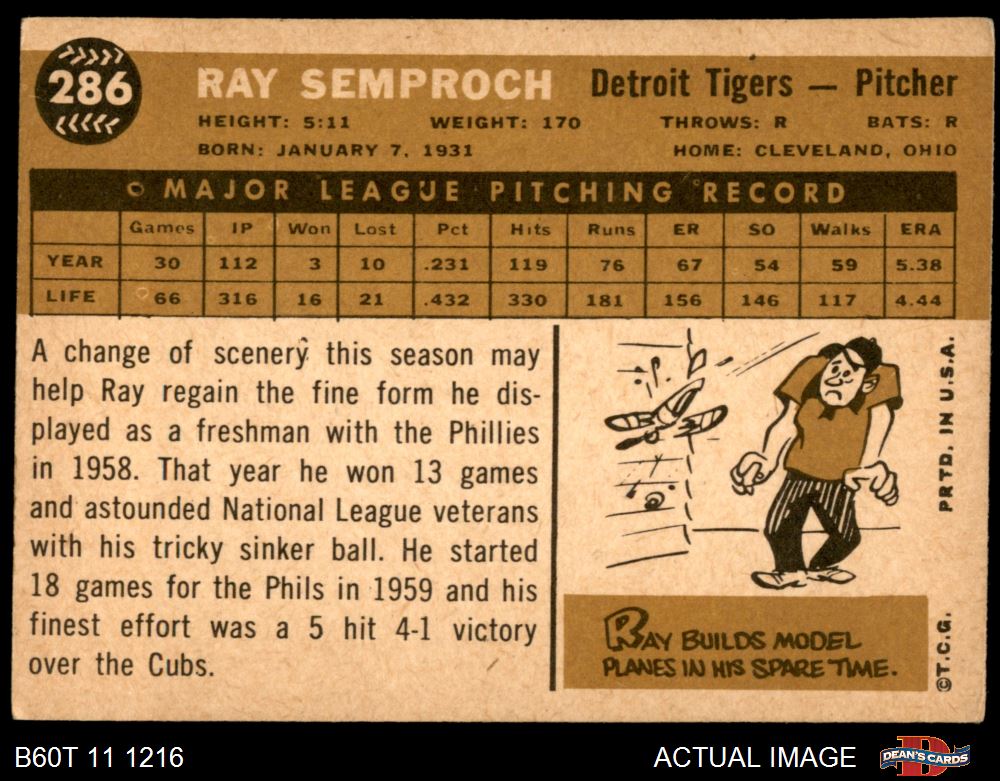 286
RAY SEMPROCH
Detroit Tigers — Pitcher
HEIGHT: 5:11 WEIGHT: 170 THROWS: R BATS: R
BORN: JANUARY 7, 1931 HOME: CLEVELAND, OHIO
MAJOR LEAGUE PITCHING RECORD
Games IP Won Lost Pct Hits Runs ER SO Walks ERA
YEAR 30 112 3 10 .231 119 76 67 54 59 5.38
LIFE 66 316 16 21 .432 330 181 156 146 117 4.44
A change of scenery this season may
help Ray regain the fine form he dis-
played as a freshman with the Phillies
in 1958. That year he won 13 games
and astounded National League veterans
with his tricky sinker ball. He started
18 games for the Phils in 1959 and his
finest effort was a 5 hit 4-1 victory
over the Cubs.
RAY BUILDS MODEL
PLANES IN HIS SPARE TIME.
PRTD. IN U.S.A.
©T.C.G.
B60T 11 1216
ACTUAL IMAGE
DEAN'S CARDS